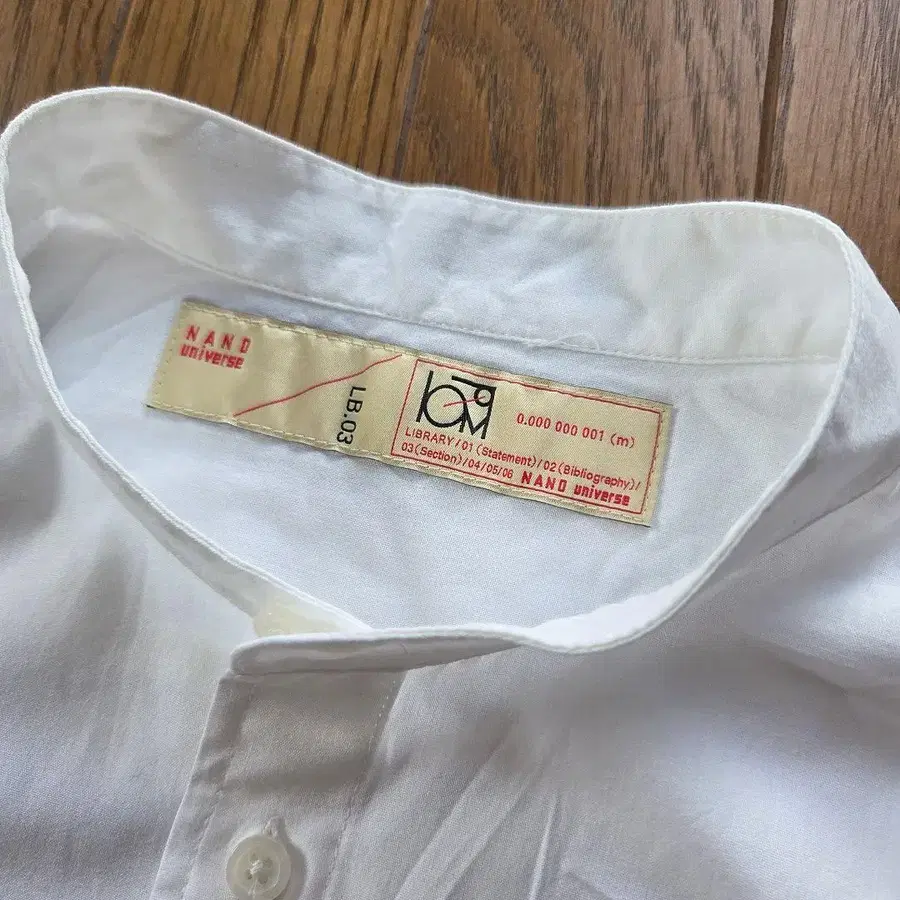 NANO
universe
LB.03
0.000 000 001 (m)
LIBRARY/01 (Statement)/02 (Bibliography)/
03(Section)/04/05/06 NANO universe